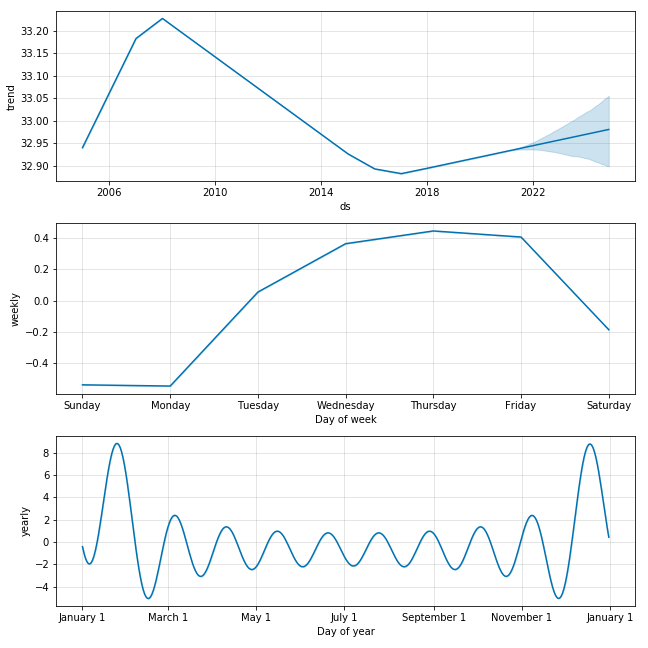 33.20
33.15
33.10
33.05
33.00
32.95
32.90
trend
2006 2010 2014 2018 2022
ds
0.4
0.2
0.0
−0.2
−0.4
weekly
Sunday Monday Tuesday Wednesday Thursday Friday Saturday
Day of week
8
6
4
2
0
−2
−4
yearly
January 1 March 1 May 1 July 1 September 1 November 1 January 1
Day of year